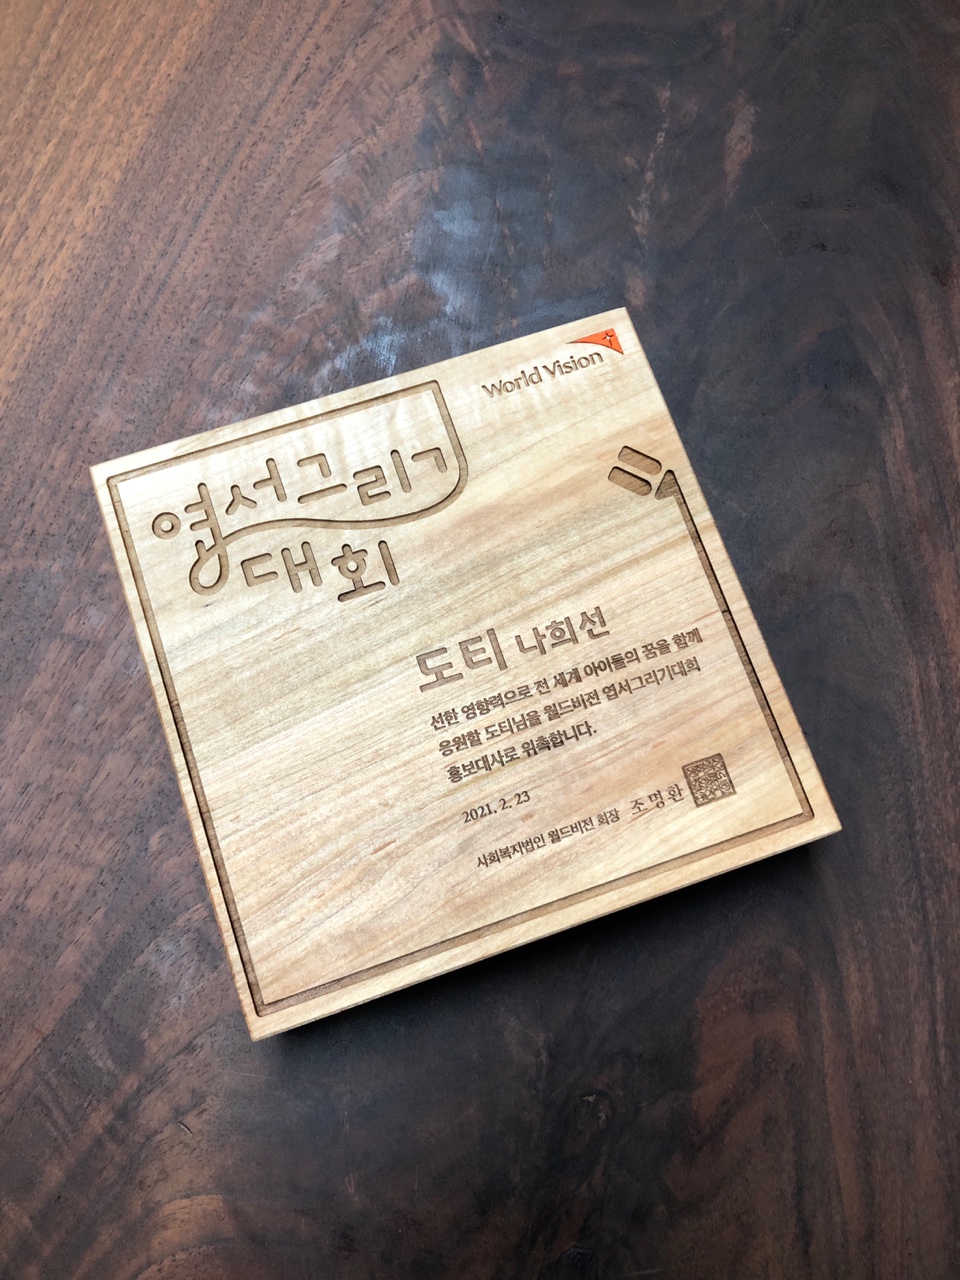 World Vision
엽서그리기
대회
도티 나희선
선한 영향력으로 전 세계 아이들의 꿈을 함께
응원할 도티님을 월드비전 엽서그리기대회
홍보대사로 위촉합니다.
2021. 2. 23
사회복지법인 월드비전 회장 조명환